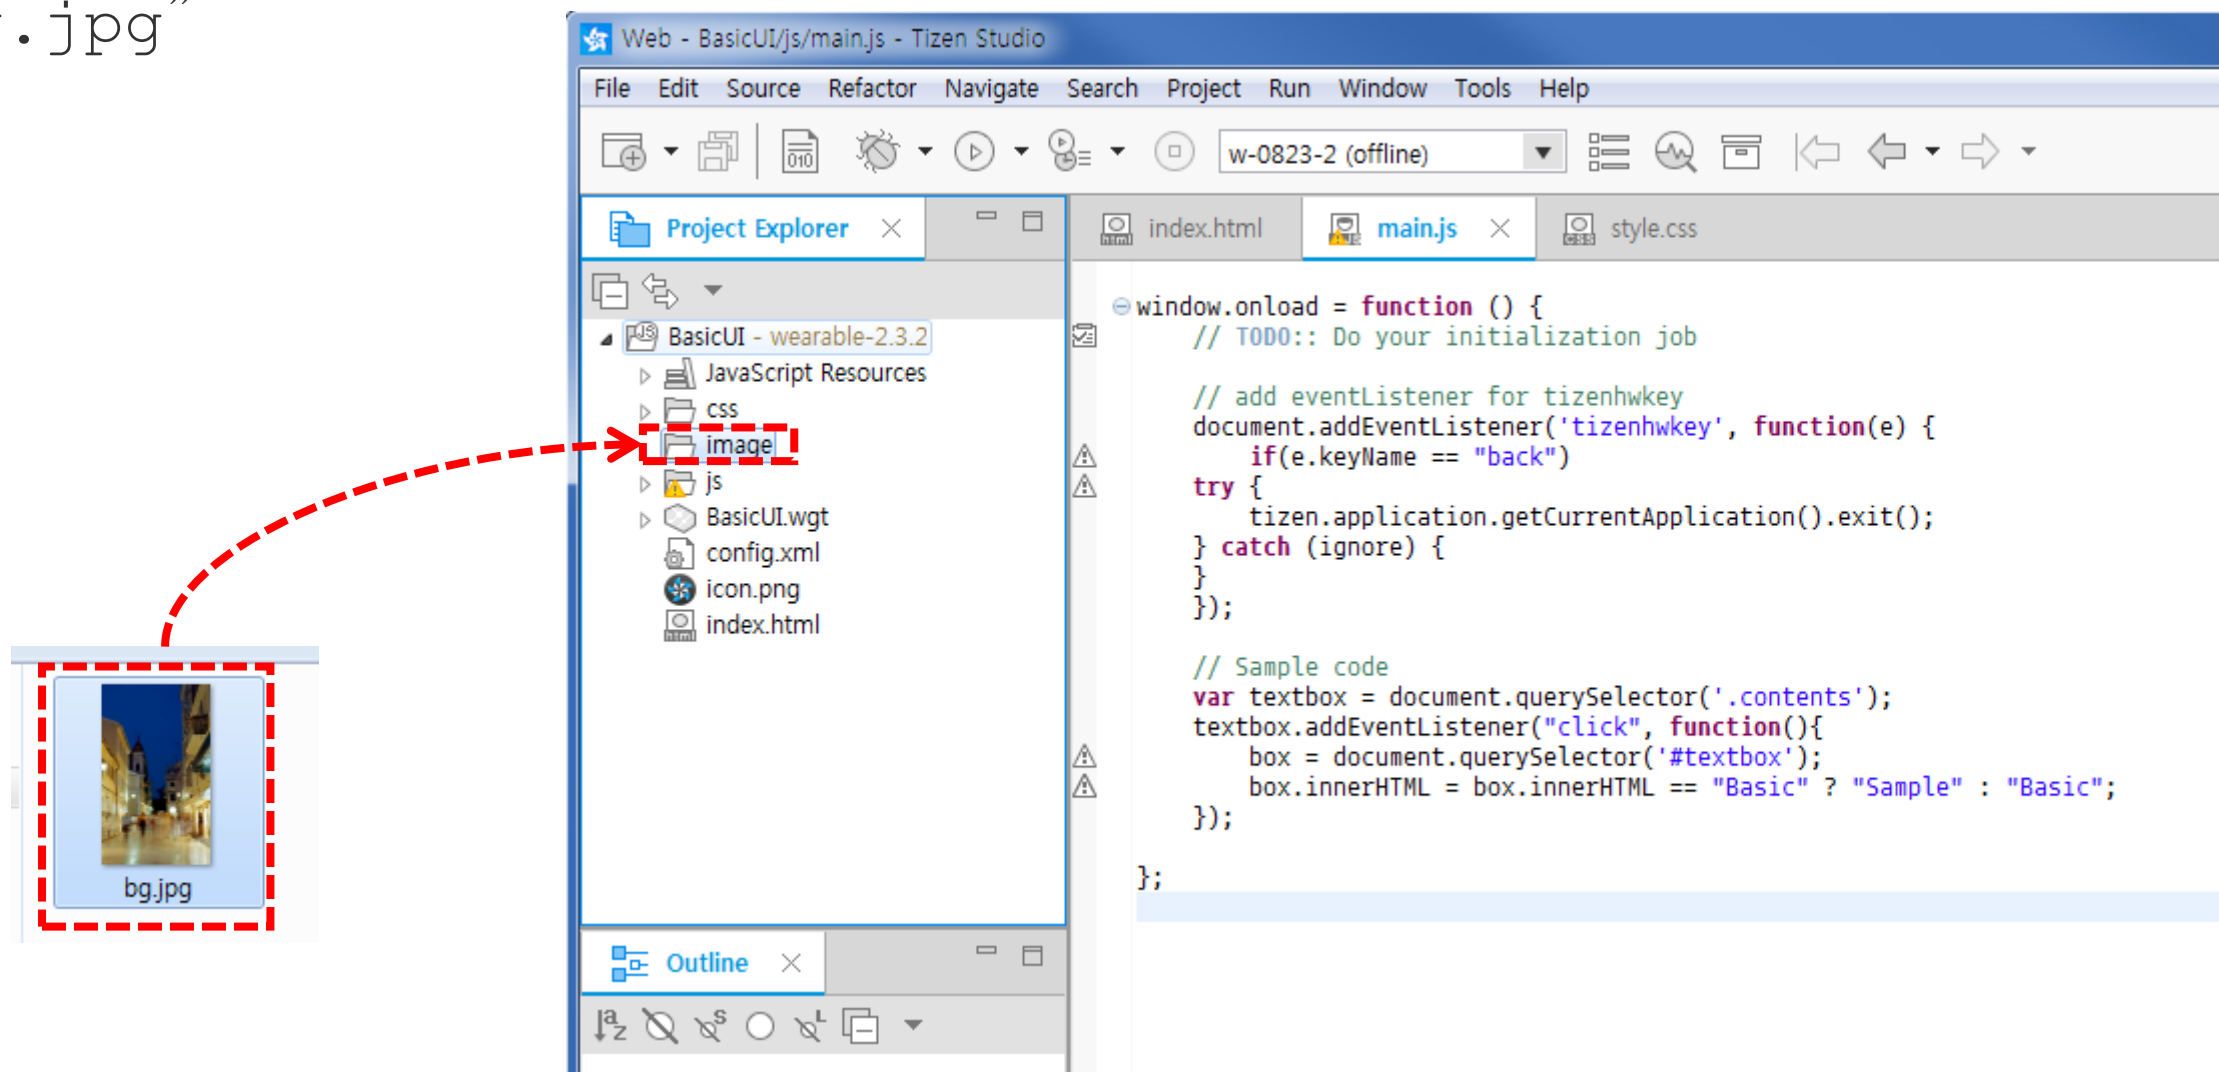 .jpg”
Web - BasicUI/js/main.js - Tizen Studio
File Edit Source Refactor Navigate Search Project Run Window Tools Help
010
w-0823-2 (offline)
Project Explorer
index.html
main.js
style.css
BasicUI - wearable-2.3.2
JavaScript Resources
css
image
js
BasicUI.wgt
config.xml
icon.png
index.html
window.onload = function () {
// TODO:: Do your initialization job
// add eventListener for tizenhwkey
document.addEventListener('tizenhwkey', function(e) {
if(e.keyName == "back")
try {
tizen.application.getCurrentApplication().exit();
} catch (ignore) {
}
});
// Sample code
var textbox = document.querySelector('.contents');
textbox.addEventListener("click", function(){
box = document.querySelector('#textbox');
box.innerHTML = box.innerHTML == "Basic" ? "Sample" : "Basic";
});
};
bg.jpg
Outline